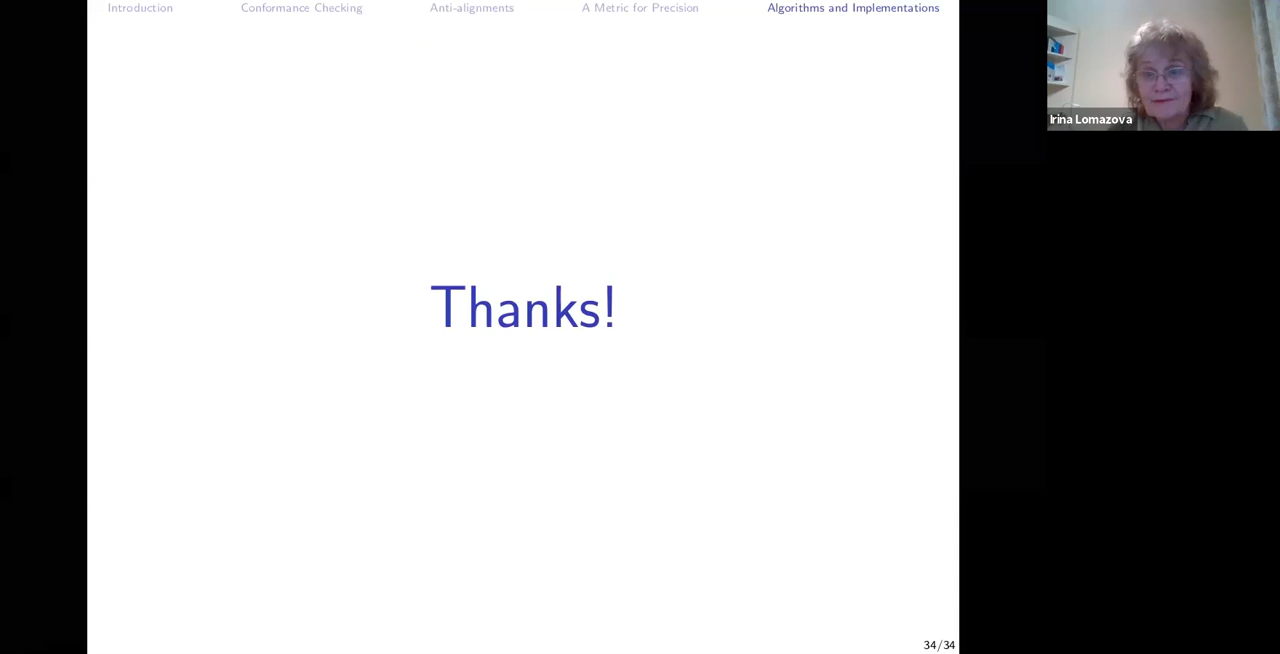 Introduction Conformance Checking Anti-alignments A Metric for Precision Algorithms and Implementations
Irina Lomazova
Thanks!
34/34